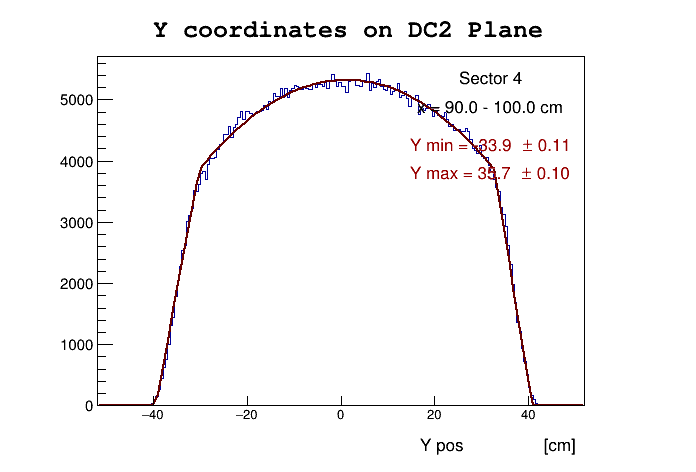 Y coordinates on DC2 Plane
Sector 4
x = 90.0 - 100.0 cm
Y min = -33.9 ± 0.11
Y max = 35.7 ± 0.10
5000
4000
3000
2000
1000
0
−40 −20 0 20 40
Y pos [cm]